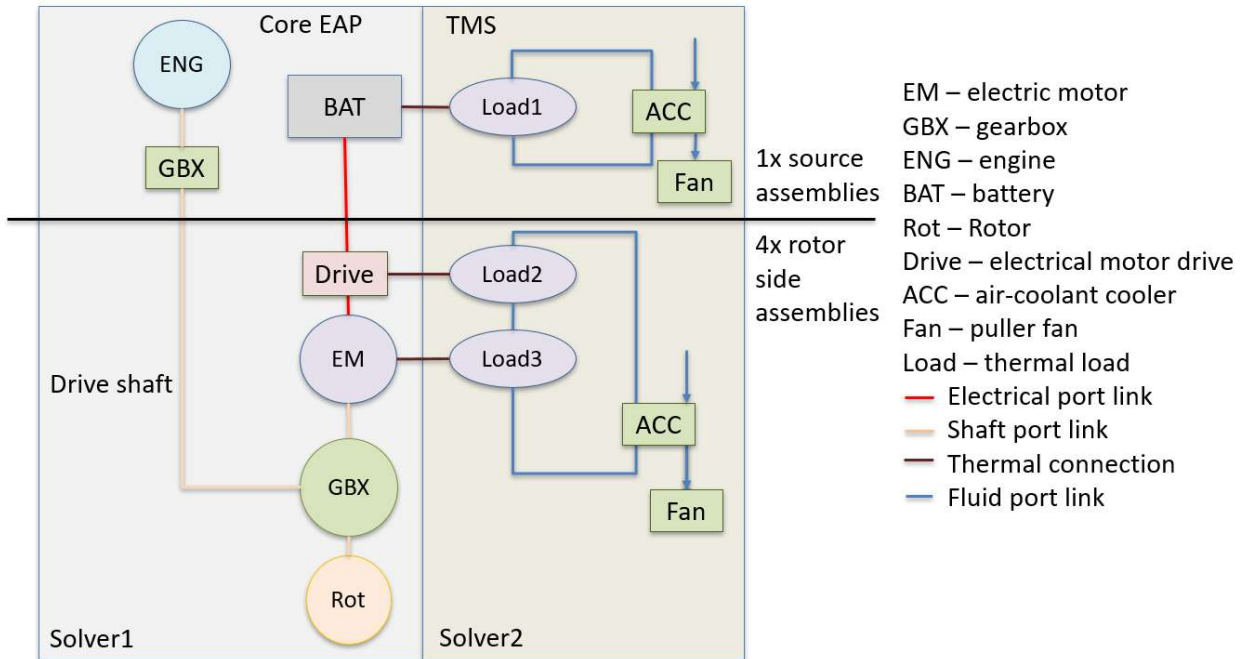 Core EAP
TMS
ENG
BAT
Load1
ACC
GBX
Fan
1x source
assemblies
4x rotor
side
assemblies
Drive
Load2
EM
Load3
Drive shaft
ACC
GBX
Fan
Rot
Solver1
Solver2
EM – electric motor
GBX – gearbox
ENG – engine
BAT – battery
Rot – Rotor
Drive – electrical motor drive
ACC – air-coolant cooler
Fan – puller fan
Load – thermal load
Electrical port link
Shaft port link
Thermal connection
Fluid port link